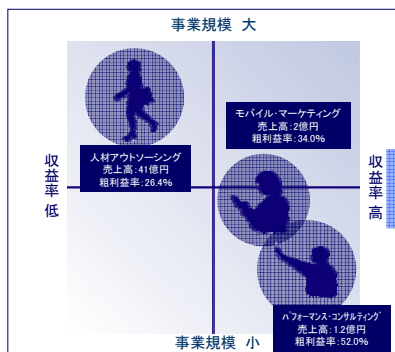 事業規模 大
モバイル・マーケティング
売上高:2億円
粗利益率:34.0%
人材アウトソーシング
売上高:41億円
粗利益率:26.4%
収益率 低
収益率 高
パフォーマンス・コンサルティング
売上高:1.2億円
粗利益率:52.0%
事業規模 小